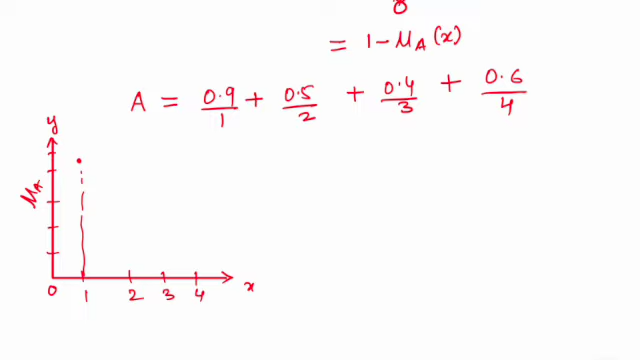 0
= 1 - μA(x)
A = 0.9/1 + 0.5/2 + 0.4/3 + 0.6/4
y
μA
0 1 2 3 4 x